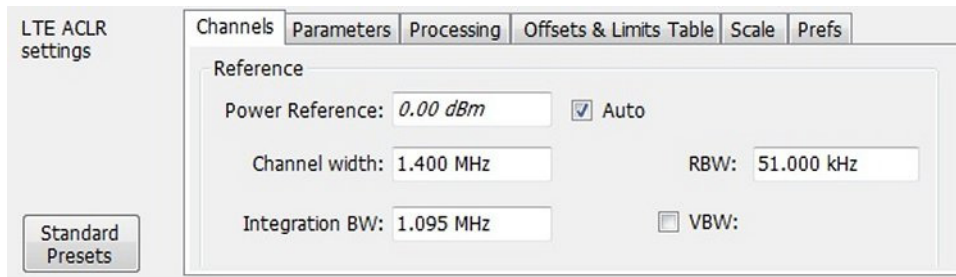 LTE ACLR
settings
Channels Parameters Processing Offsets & Limits Table Scale Prefs
Reference
Power Reference: 0.00 dBm Auto
Channel width: 1.400 MHz RBW: 51.000 kHz
Integration BW: 1.095 MHz VBW:
Standard
Presets